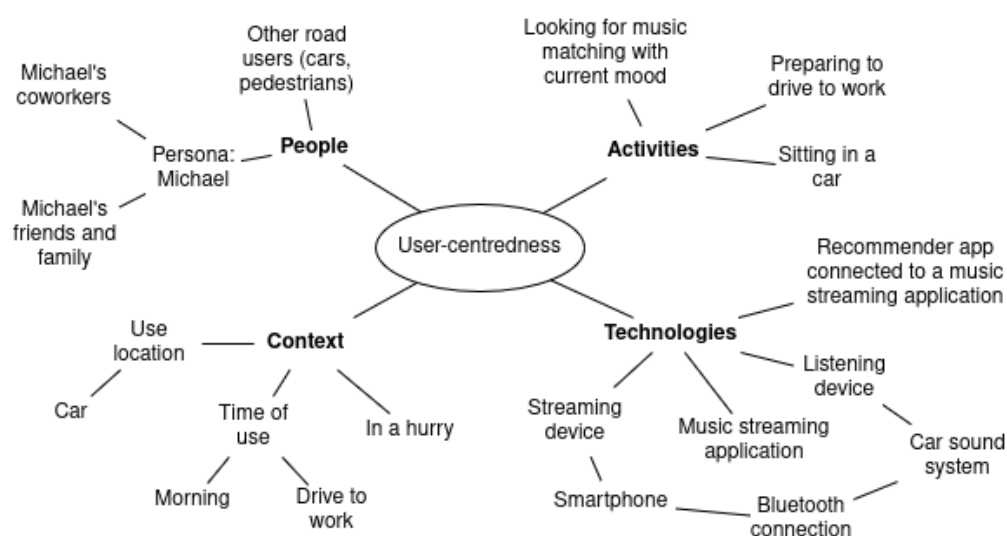 Other road
users (cars,
pedestrians)
Michael's
coworkers
People
Persona:
Michael
Michael's
friends and
family
Looking for music
matching with
current mood
Preparing to
drive to work
Activities
Sitting in a
car
User-centredness
Recommender app
connected to a music
streaming application
Technologies
Listening
device
Streaming
device
Music streaming
application
Car sound
system
Smartphone
Bluetooth
connection
Context
Use
location
Car
Time of
use
In a hurry
Morning
Drive to
work